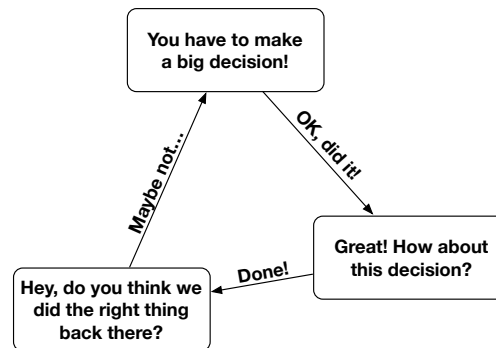 You have to make
a big decision!
OK, did it!
Great! How about
this decision?
Done!
Hey, do you think we
did the right thing
back there?
Maybe not...